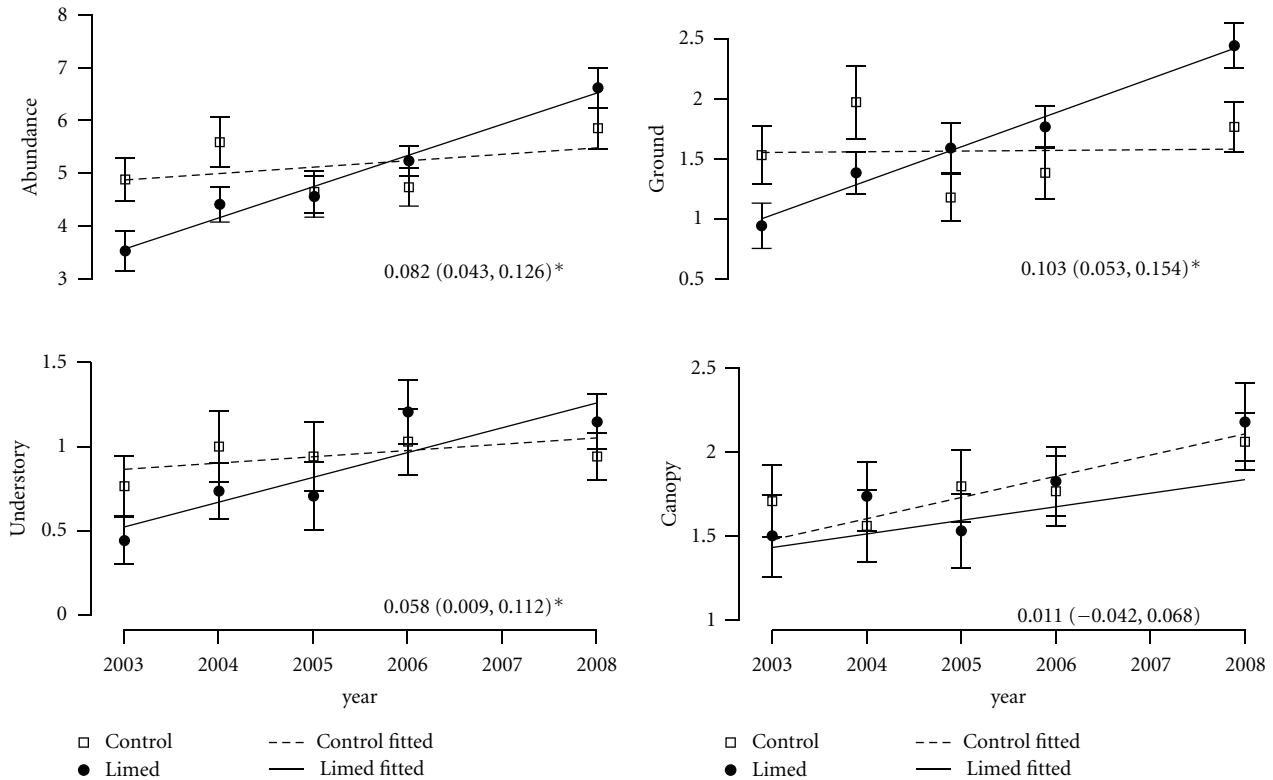 Abundance
8
7
6
5
4
3
0.082 (0.043, 0.126)*
Ground
2.5
2
1.5
1
0.5
0.103 (0.053, 0.154)*
Understory
1.5
1
0.5
0
0.058 (0.009, 0.112)*
2003 2004 2005 2006 2007 2008
year
Canopy
2.5
2
1.5
1
0.011 (−0.042, 0.068)
2003 2004 2005 2006 2007 2008
year
Control Control fitted
Limed Limed fitted
Control Control fitted
Limed Limed fitted